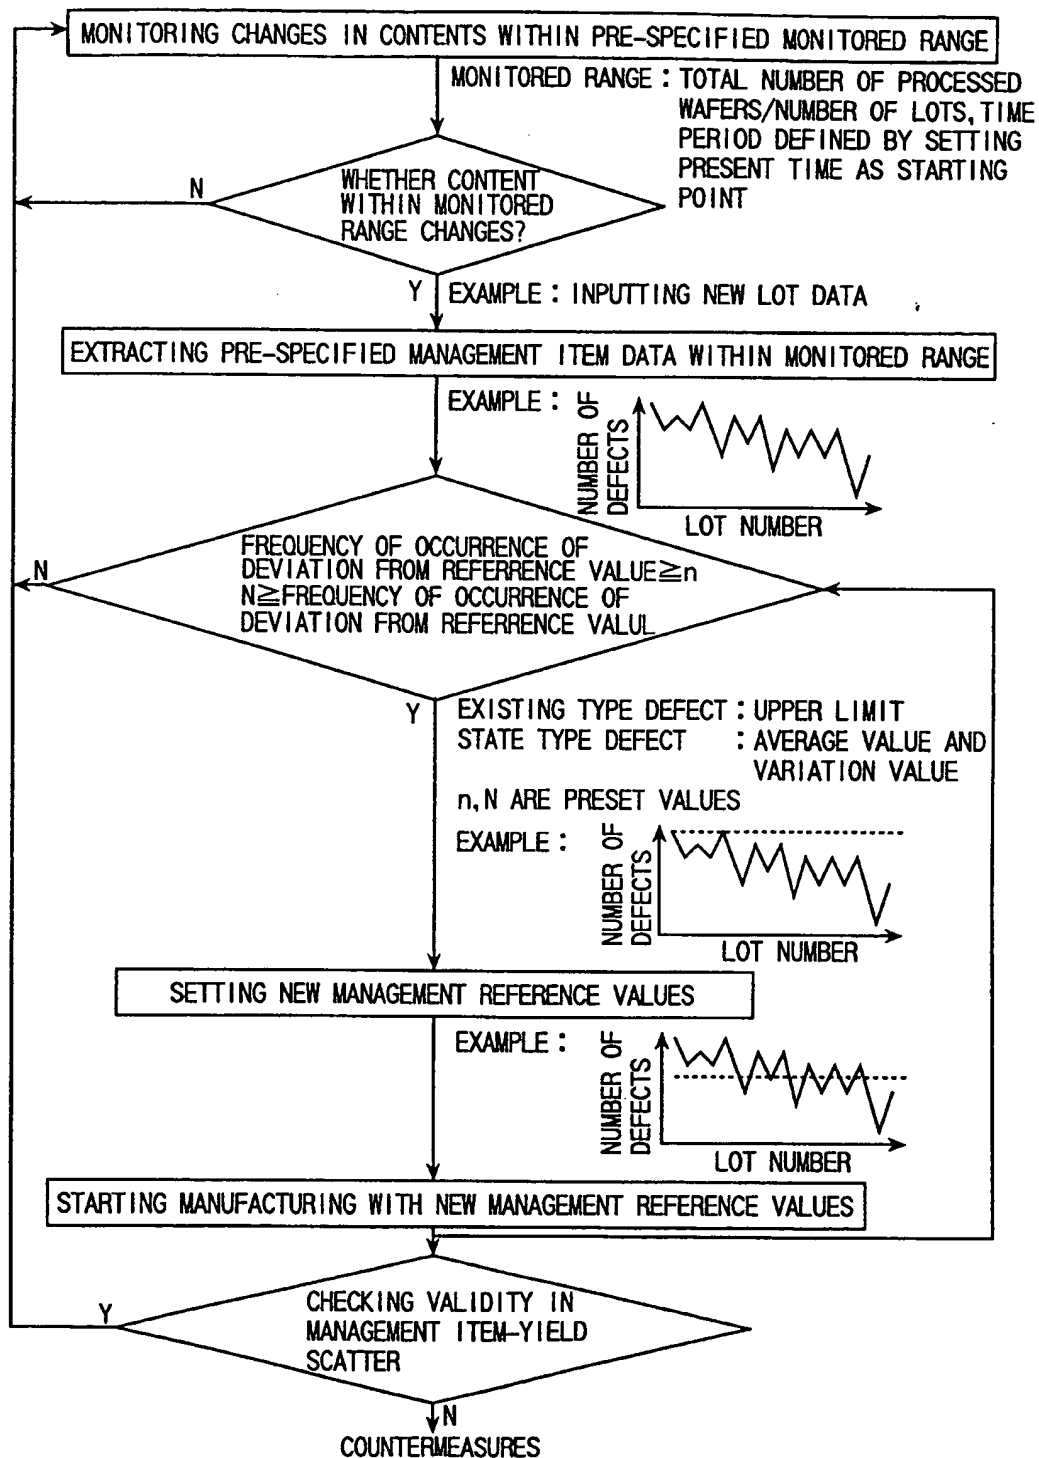 MONITORING CHANGES IN CONTENTS WITHIN PRE-SPECIFIED MONITORED RANGE
MONITORED RANGE : TOTAL NUMBER OF PROCESSED
WAFERS/NUMBER OF LOTS, TIME
PERIOD DEFINED BY SETTING
PRESENT TIME AS STARTING
POINT
N
WHETHER CONTENT
WITHIN MONITORED
RANGE CHANGES?
Y
EXAMPLE : INPUTTING NEW LOT DATA
EXTRACTING PRE-SPECIFIED MANAGEMENT ITEM DATA WITHIN MONITORED RANGE
EXAMPLE :
NUMBER OF
DEFECTS
LOT NUMBER
N
FREQUENCY OF OCCURRENCE OF
DEVIATION FROM REFERRENCE VALUE≧n
N≧FREQUENCY OF OCCURRENCE OF
DEVIATION FROM REFERRENCE VALUL
Y
EXISTING TYPE DEFECT : UPPER LIMIT
STATE TYPE DEFECT : AVERAGE VALUE AND
VARIATION VALUE
n, N ARE PRESET VALUES
EXAMPLE :
NUMBER OF
DEFECTS
LOT NUMBER
SETTING NEW MANAGEMENT REFERENCE VALUES
EXAMPLE :
NUMBER OF
DEFECTS
LOT NUMBER
STARTING MANUFACTURING WITH NEW MANAGEMENT REFERENCE VALUES
Y
CHECKING VALIDITY IN
MANAGEMENT ITEM-YIELD
SCATTER
N
COUNTERMEASURES